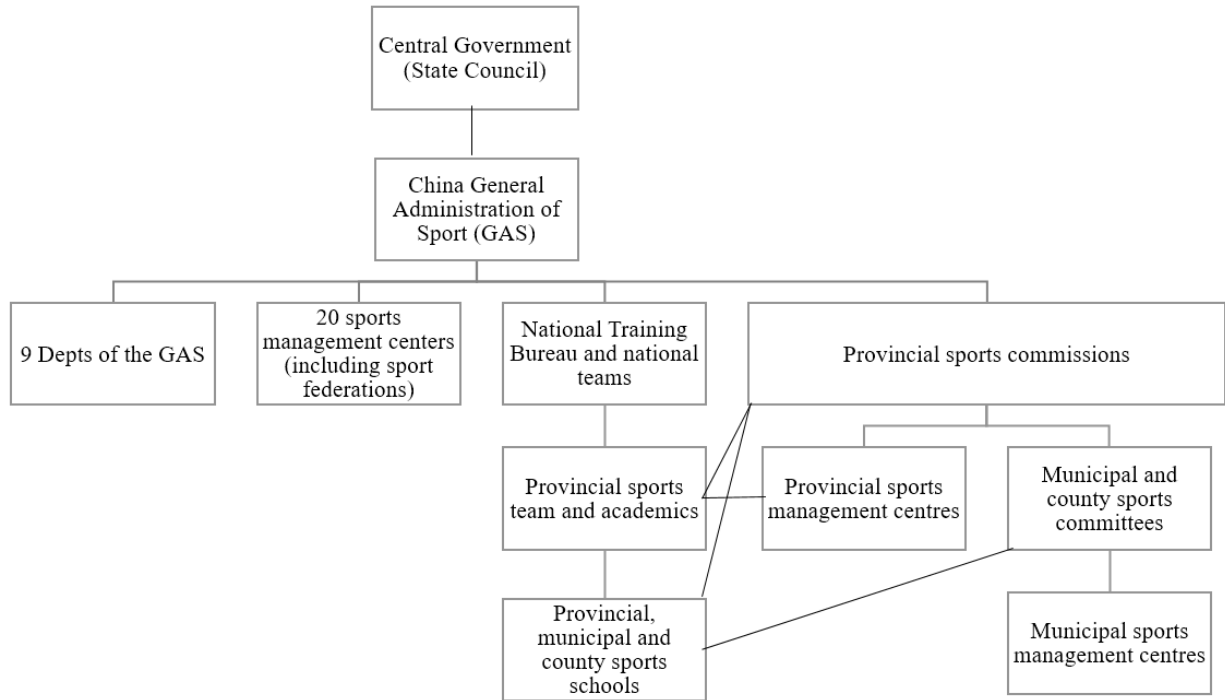 Central Government
(State Council)
China General
Administration of
Sport (GAS)
9 Depts of the GAS
20 sports
management centers
(including sport
federations)
National Training
Bureau and national
teams
Provincial sports commissions
Provincial sports
team and academics
Provincial sports
management centres
Municipal and
county sports
committees
Provincial,
municipal and
county sports
schools
Municipal sports
management centres